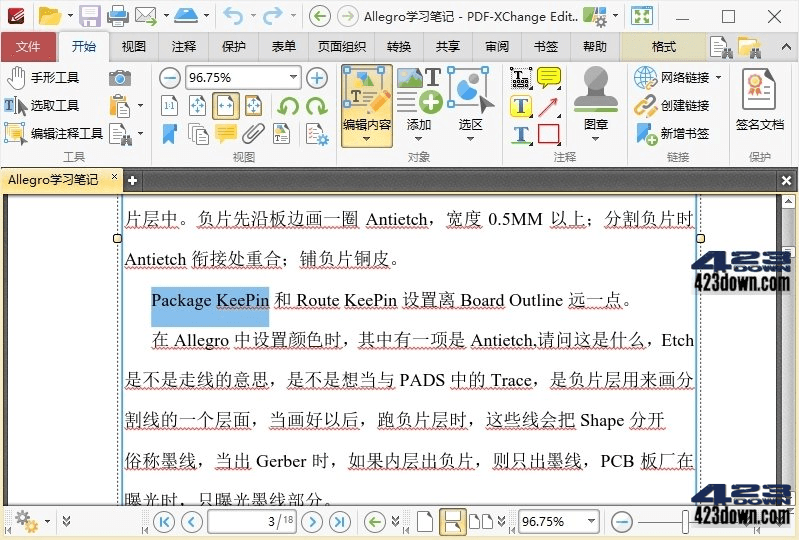 Allegro学习笔记 - PDF-XChange Edit..
文件 开始 视图 注释 保护 表单 页面组织 转换 共享 审阅 书签 帮助 格式
手形工具
选取工具
编辑注释工具
工具
96.75%
1:1
视图
编辑内容
添加
选区
对象
图章
注释
网络链接
创建链接
新增书签
链接
签名文档
保护
Allegro学习笔记
片层中。负片先沿板边画一圈 Antietch，宽度 0.5MM 以上；分割负片时
Antietch 衔接处重合；铺负片铜皮。
Package KeePin 和 Route KeePin 设置离 Board Outline 远一点。
在 Allegro 中设置颜色时，其中有一项是 Antietch,请问这是什么，Etch
是不是走线的意思，是不是想当与 PADS 中的 Trace，是负片层用来画分
割线的一个层面，当画好以后，跑负片层时，这些线会把 Shape 分开
俗称墨线，当出 Gerber 时，如果内层出负片，则只出墨线，PCB 板厂在
曝光时，只曝光墨线部分。
423down
423down.com
423down
423down.com
3 /18
96.75%